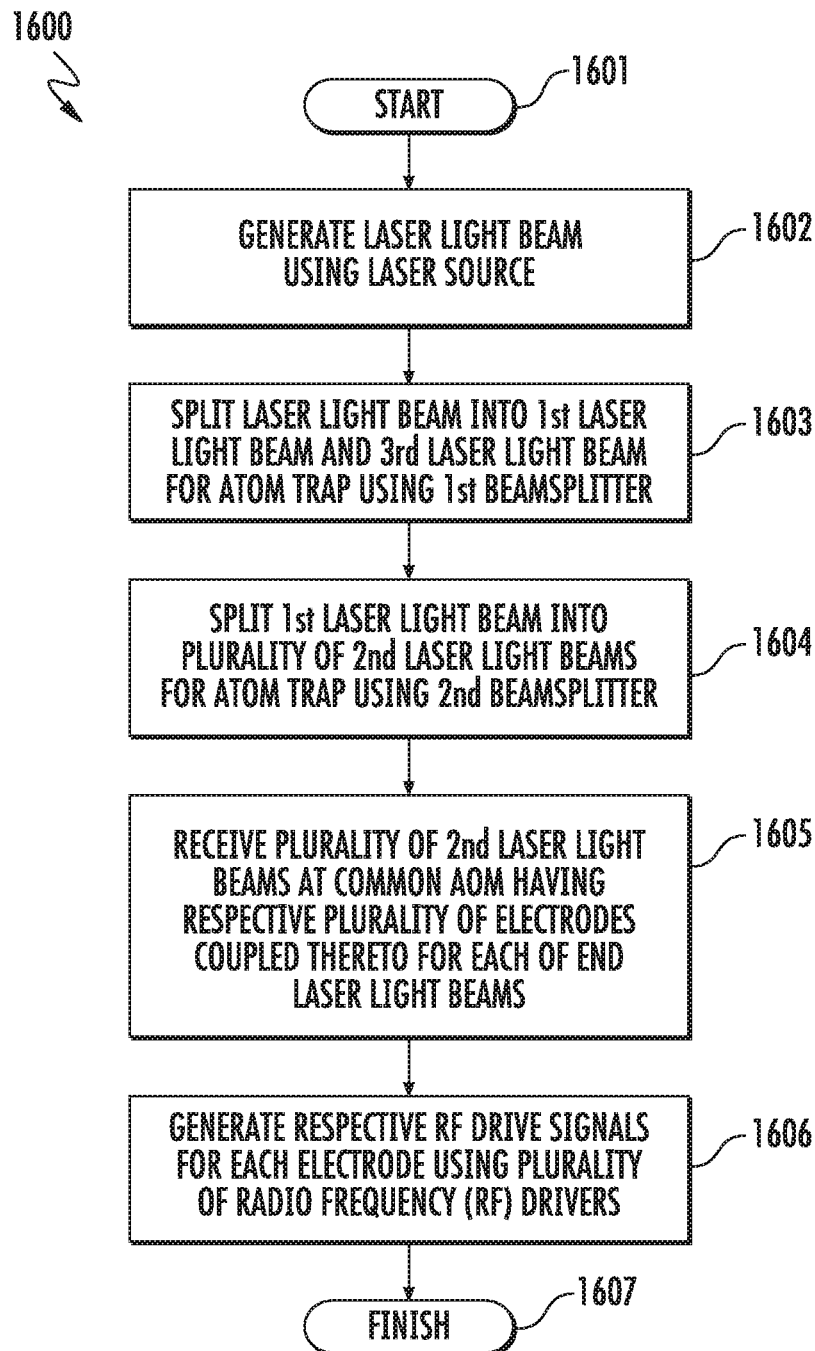 1600
START
1601
GENERATE LASER LIGHT BEAM
USING LASER SOURCE
1602
SPLIT LASER LIGHT BEAM INTO 1st LASER
LIGHT BEAM AND 3rd LASER LIGHT BEAM
FOR ATOM TRAP USING 1st BEAMSPLITTER
1603
SPLIT 1st LASER LIGHT BEAM INTO
PLURALITY OF 2nd LASER LIGHT BEAMS
FOR ATOM TRAP USING 2nd BEAMSPLITTER
1604
RECEIVE PLURALITY OF 2nd LASER LIGHT
BEAMS AT COMMON AOM HAVING
RESPECTIVE PLURALITY OF ELECTRODES
COUPLED THERETO FOR EACH OF END
LASER LIGHT BEAMS
1605
GENERATE RESPECTIVE RF DRIVE SIGNALS
FOR EACH ELECTRODE USING PLURALITY
OF RADIO FREQUENCY (RF) DRIVERS
1606
FINISH
1607